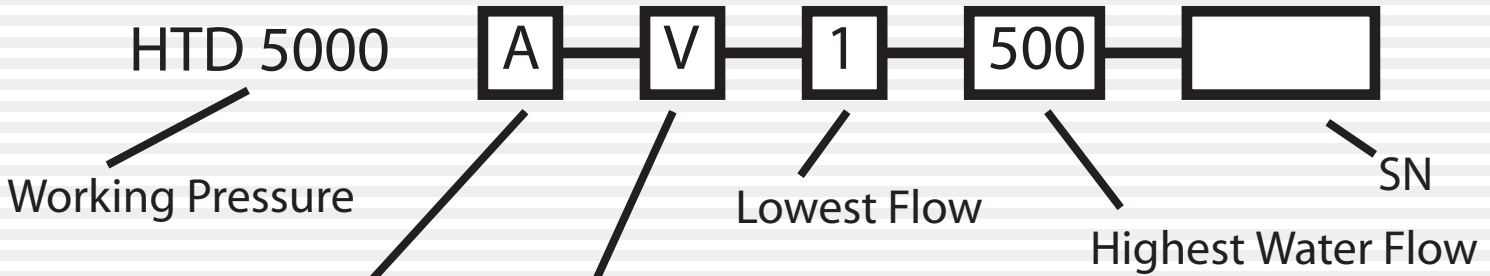 HTD 5000 A V 1 500
Working Pressure
Lowest Flow
SN
Highest Water Flow